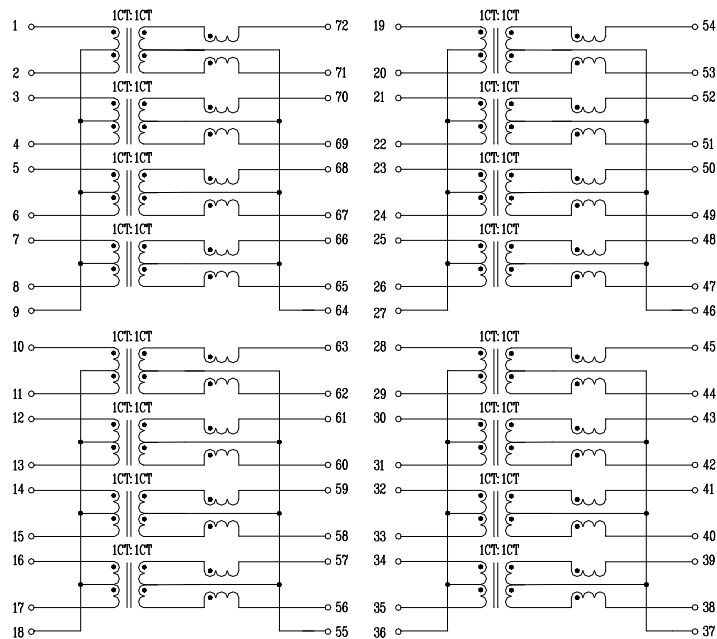 1CT:1CT 1CT:1CT
1 72 19 54
2 71 20 53
1CT:1CT 1CT:1CT
3 70 21 52
4 69 22 51
1CT:1CT 1CT:1CT
5 68 23 50
6 67 24 49
1CT:1CT 1CT:1CT
7 66 25 48
8 65 26 47
9 64 27 46
1CT:1CT 1CT:1CT
10 63 28 45
11 62 29 44
1CT:1CT 1CT:1CT
12 61 30 43
13 60 31 42
1CT:1CT 1CT:1CT
14 59 32 41
15 58 33 40
1CT:1CT 1CT:1CT
16 57 34 39
17 56 35 38
18 55 36 37